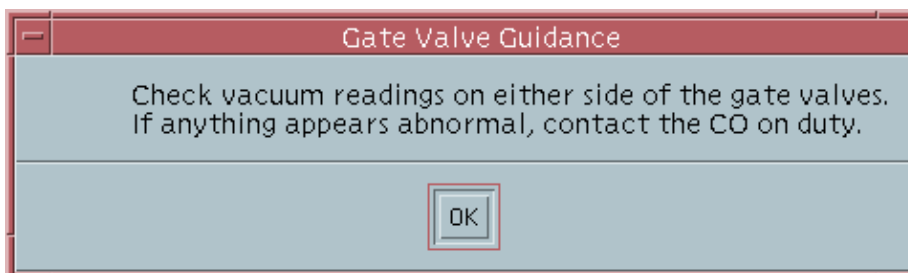 Gate Valve Guidance
Check vacuum readings on either side of the gate valves.
If anything appears abnormal, contact the CO on duty.
OK